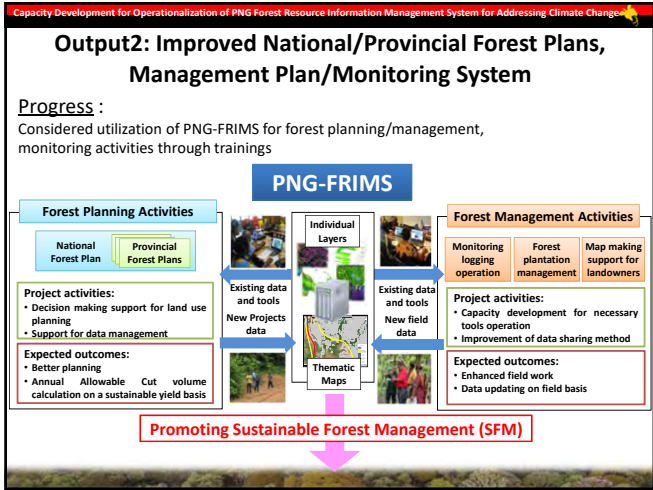 Capacity Development for Operationalization of PNG Forest Resource Information Management System for Addressing Climate Change
Output2: Improved National/Provincial Forest Plans,
Management Plan/Monitoring System
Progress :
Considered utilization of PNG-FRIMS for forest planning/management,
monitoring activities through trainings
PNG-FRIMS
Forest Planning Activities
National
Forest Plan
Provincial
Forest Plans
Project activities:
• Decision making support for land use
planning
• Support for data management
Expected outcomes:
• Better planning
• Annual Allowable Cut volume
calculation on a sustainable yield basis
Existing data
and tools
New Projects
data
Individual
Layers
Thematic
Maps
Existing data
and tools
New field
data
Forest Management Activities
Monitoring
logging
operation
Forest
plantation
management
Map making
support for
landowners
Project activities:
• Capacity development for necessary
tools operation
• Improvement of data sharing method
Expected outcomes:
• Enhanced field work
• Data updating on field basis
Promoting Sustainable Forest Management (SFM)